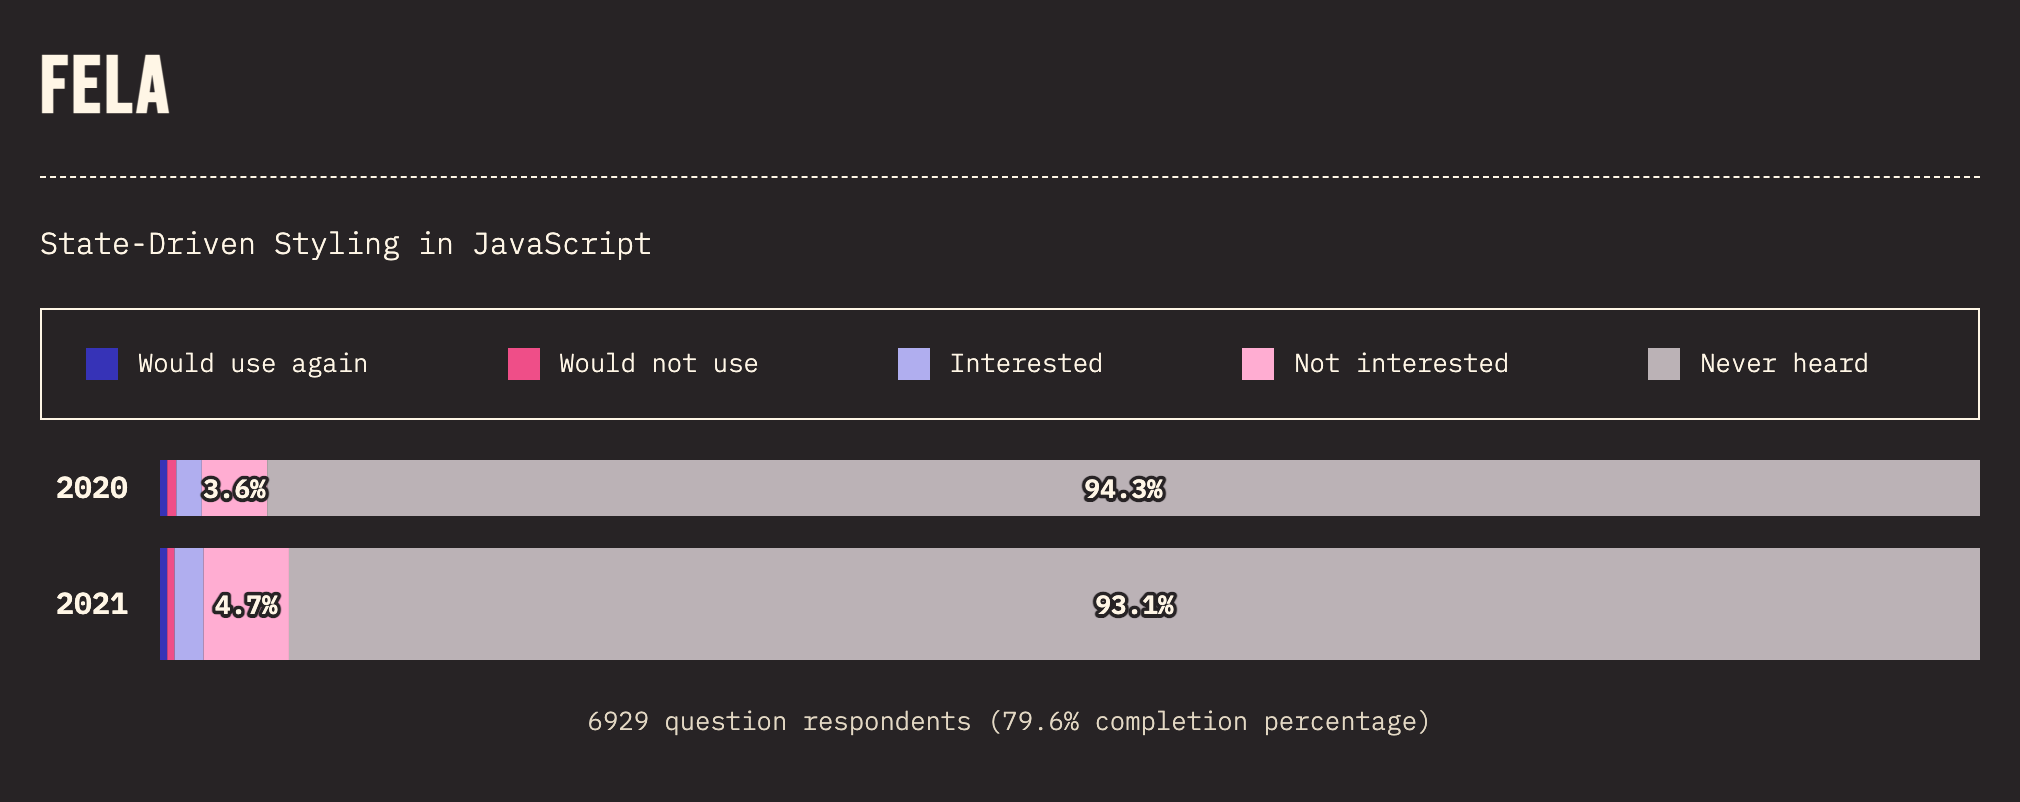 FELA
State-Driven Styling in JavaScript
Would use again Would not use Interested Not interested Never heard
2020 3.6% 94.3%
2021 4.7% 93.1%
6929 question respondents (79.6% completion percentage)